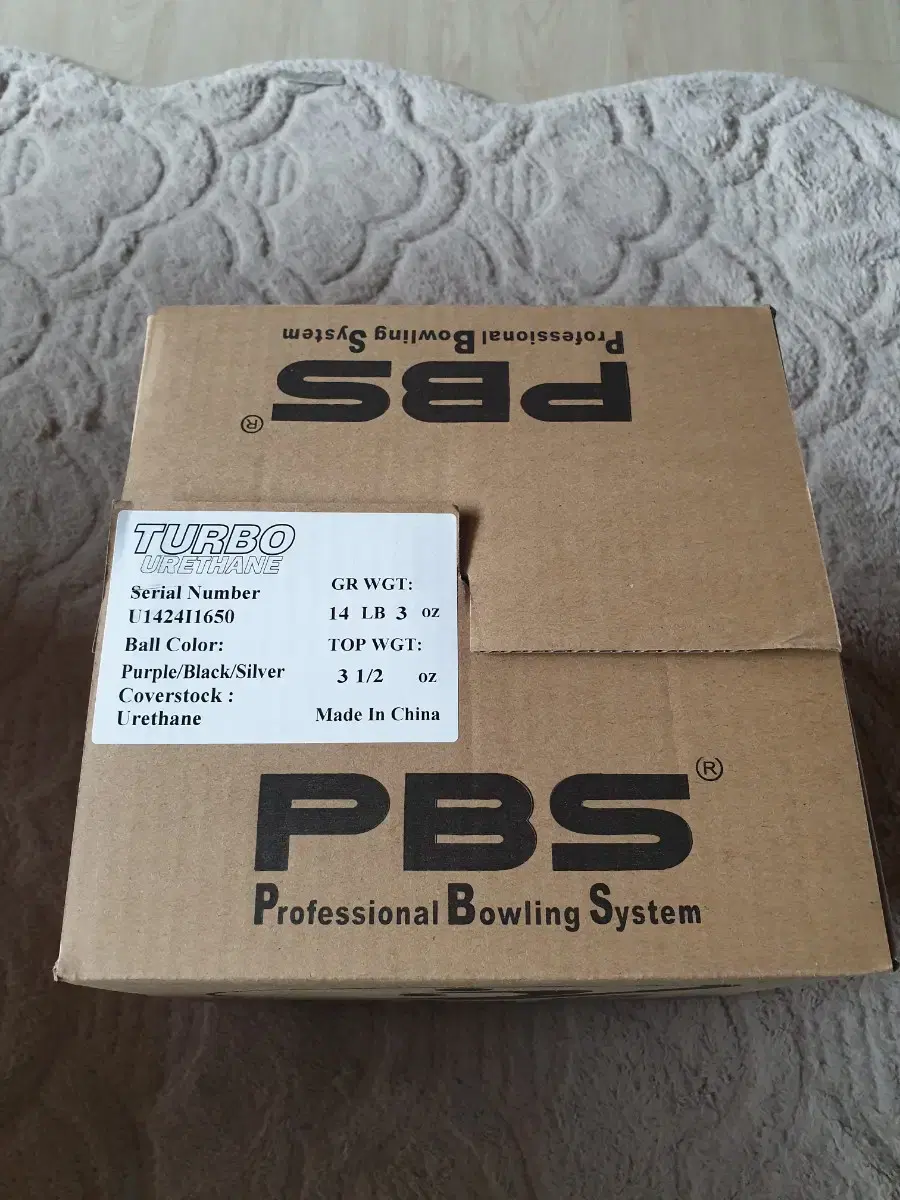 Professional Bowling System
PBS®
TURBO
URETHANE
Serial Number
U1424I1650
Ball Color:
Purple/Black/Silver
Coverstock :
Urethane
GR WGT:
14 LB 3 oz
TOP WGT:
3 1/2 oz
Made In China
PBS®
Professional Bowling System